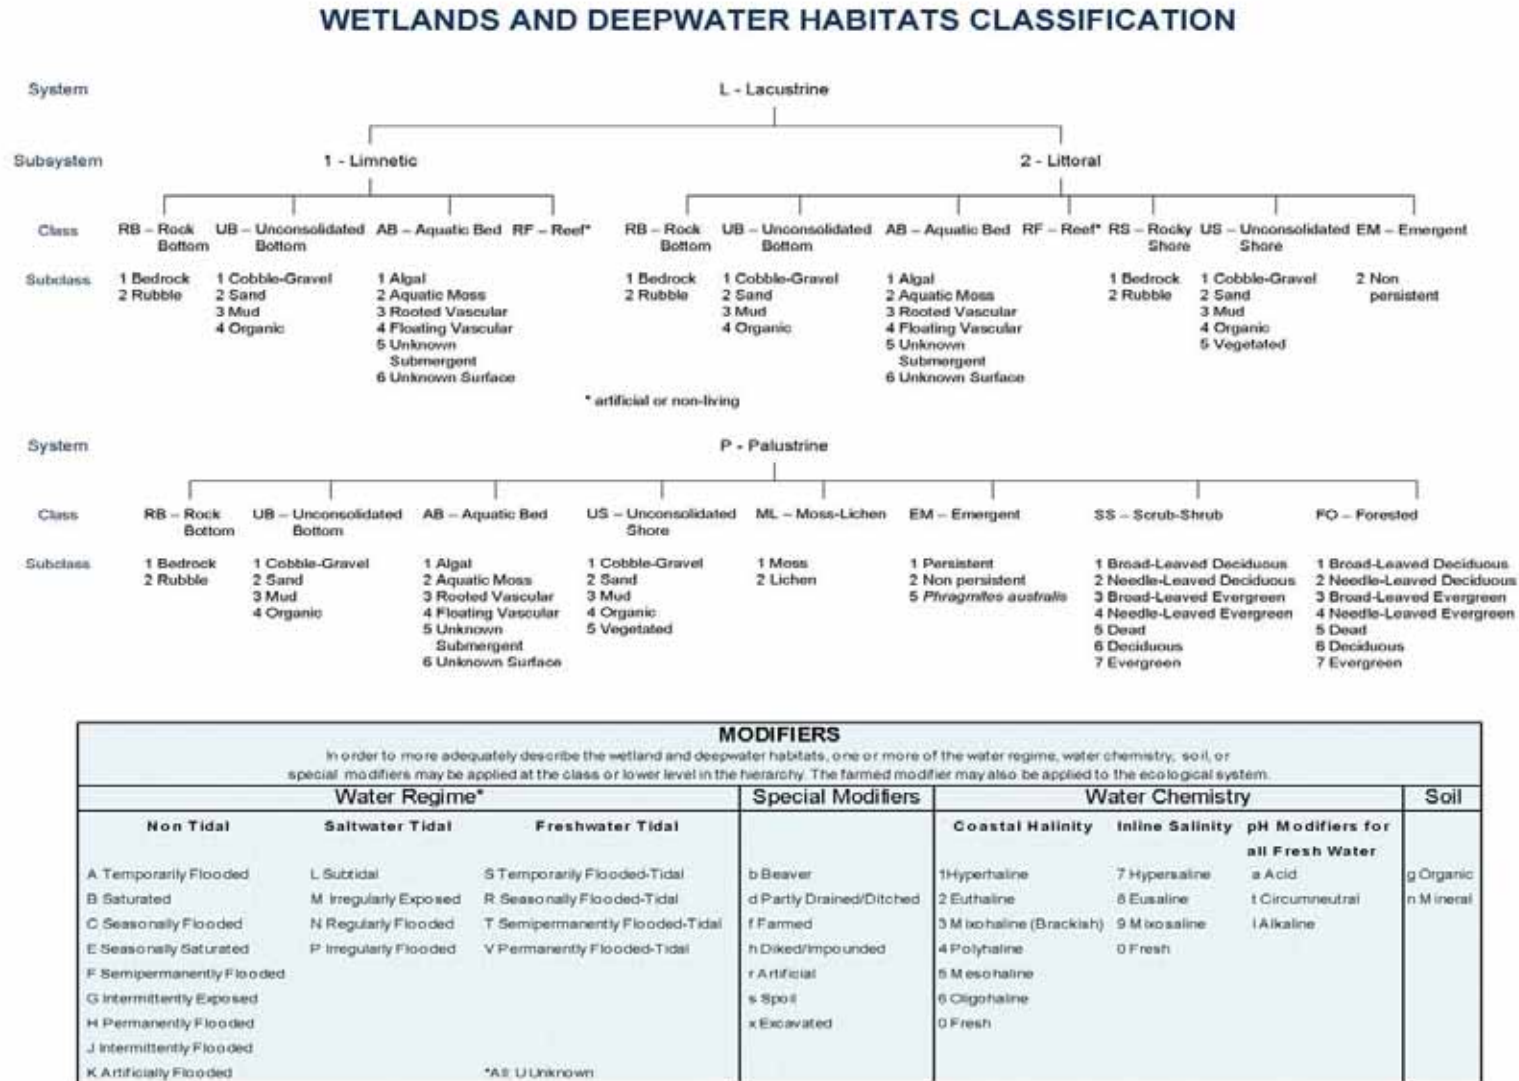 WETLANDS AND DEEPWATER HABITATS CLASSIFICATION
System
L - Lacustrine
Subsystem
1 - Limnetic
2 - Littoral
Class
RB – Rock Bottom
UB – Unconsolidated Bottom
AB – Aquatic Bed
RF – Reef*
RB – Rock Bottom
UB – Unconsolidated Bottom
AB – Aquatic Bed
RF – Reef*
RS – Rocky Shore
US – Unconsolidated Shore
EM – Emergent
Subclass
1 Bedrock
2 Rubble
1 Cobble-Gravel
2 Sand
3 Mud
4 Organic
1 Algal
2 Aquatic Moss
3 Rooted Vascular
4 Floating Vascular
5 Unknown
Submergent
6 Unknown Surface
1 Bedrock
2 Rubble
1 Cobble-Gravel
2 Sand
3 Mud
4 Organic
1 Algal
2 Aquatic Moss
3 Rooted Vascular
4 Floating Vascular
5 Unknown
Submergent
6 Unknown Surface
1 Bedrock
2 Rubble
1 Cobble-Gravel
2 Sand
3 Mud
4 Organic
5 Vegetated
2 Non
persistent
* artificial or non-living
System
P - Palustrine
Class
RB – Rock Bottom
UB – Unconsolidated Bottom
AB – Aquatic Bed
US – Unconsolidated Shore
ML – Moss-Lichen
EM – Emergent
SS – Scrub-Shrub
FO – Forested
Subclass
1 Bedrock
2 Rubble
1 Cobble-Gravel
2 Sand
3 Mud
4 Organic
1 Algal
2 Aquatic Moss
3 Rooted Vascular
4 Floating Vascular
5 Unknown
Submergent
6 Unknown Surface
1 Cobble-Gravel
2 Sand
3 Mud
4 Organic
5 Vegetated
1 Moss
2 Lichen
1 Persistent
2 Non persistent
5 Phragmites australis
1 Broad-Leaved Deciduous
2 Needle-Leaved Deciduous
3 Broad-Leaved Evergreen
4 Needle-Leaved Evergreen
5 Dead
6 Deciduous
7 Evergreen
1 Broad-Leaved Deciduous
2 Needle-Leaved Deciduous
3 Broad-Leaved Evergreen
4 Needle-Leaved Evergreen
5 Dead
6 Deciduous
7 Evergreen
MODIFIERS
In order to more adequately describe the wetland and deepwater habitats, one or more of the water regime, water chemistry, soil, or
special modifiers may be applied at the class or lower level in the hierarchy. The farmed modifier may also be applied to the ecological system.
Water Regime*
Special Modifiers
Water Chemistry
Soil
Non Tidal
Saltwater Tidal
Freshwater Tidal
Coastal Halinity
Inline Salinity
pH Modifiers for
all Fresh Water
A Temporarily Flooded
B Saturated
C Seasonally Flooded
E Seasonally Saturated
F Semipermanently Flooded
G Intermittently Exposed
H Permanently Flooded
J Intermittently Flooded
K Artificially Flooded
L Subtidal
M Irregularly Exposed
N Regularly Flooded
P Irregularly Flooded
S Temporarily Flooded-Tidal
R Seasonally Flooded-Tidal
T Semipermanently Flooded-Tidal
V Permanently Flooded-Tidal
*All: U Unknown
b Beaver
d Partly Drained/Ditched
f Farmed
h Diked/Impounded
r Artificial
s Spoil
x Excavated
1 Hyperhaline
2 Euthaline
3 Mixohaline (Brackish)
4 Polyhaline
5 Mesohaline
6 Oligohaline
0 Fresh
7 Hypersaline
8 Eusaline
9 Mixosaline
0 Fresh
a Acid
t Circumneutral
l Alkaline
g Organic
n Mineral